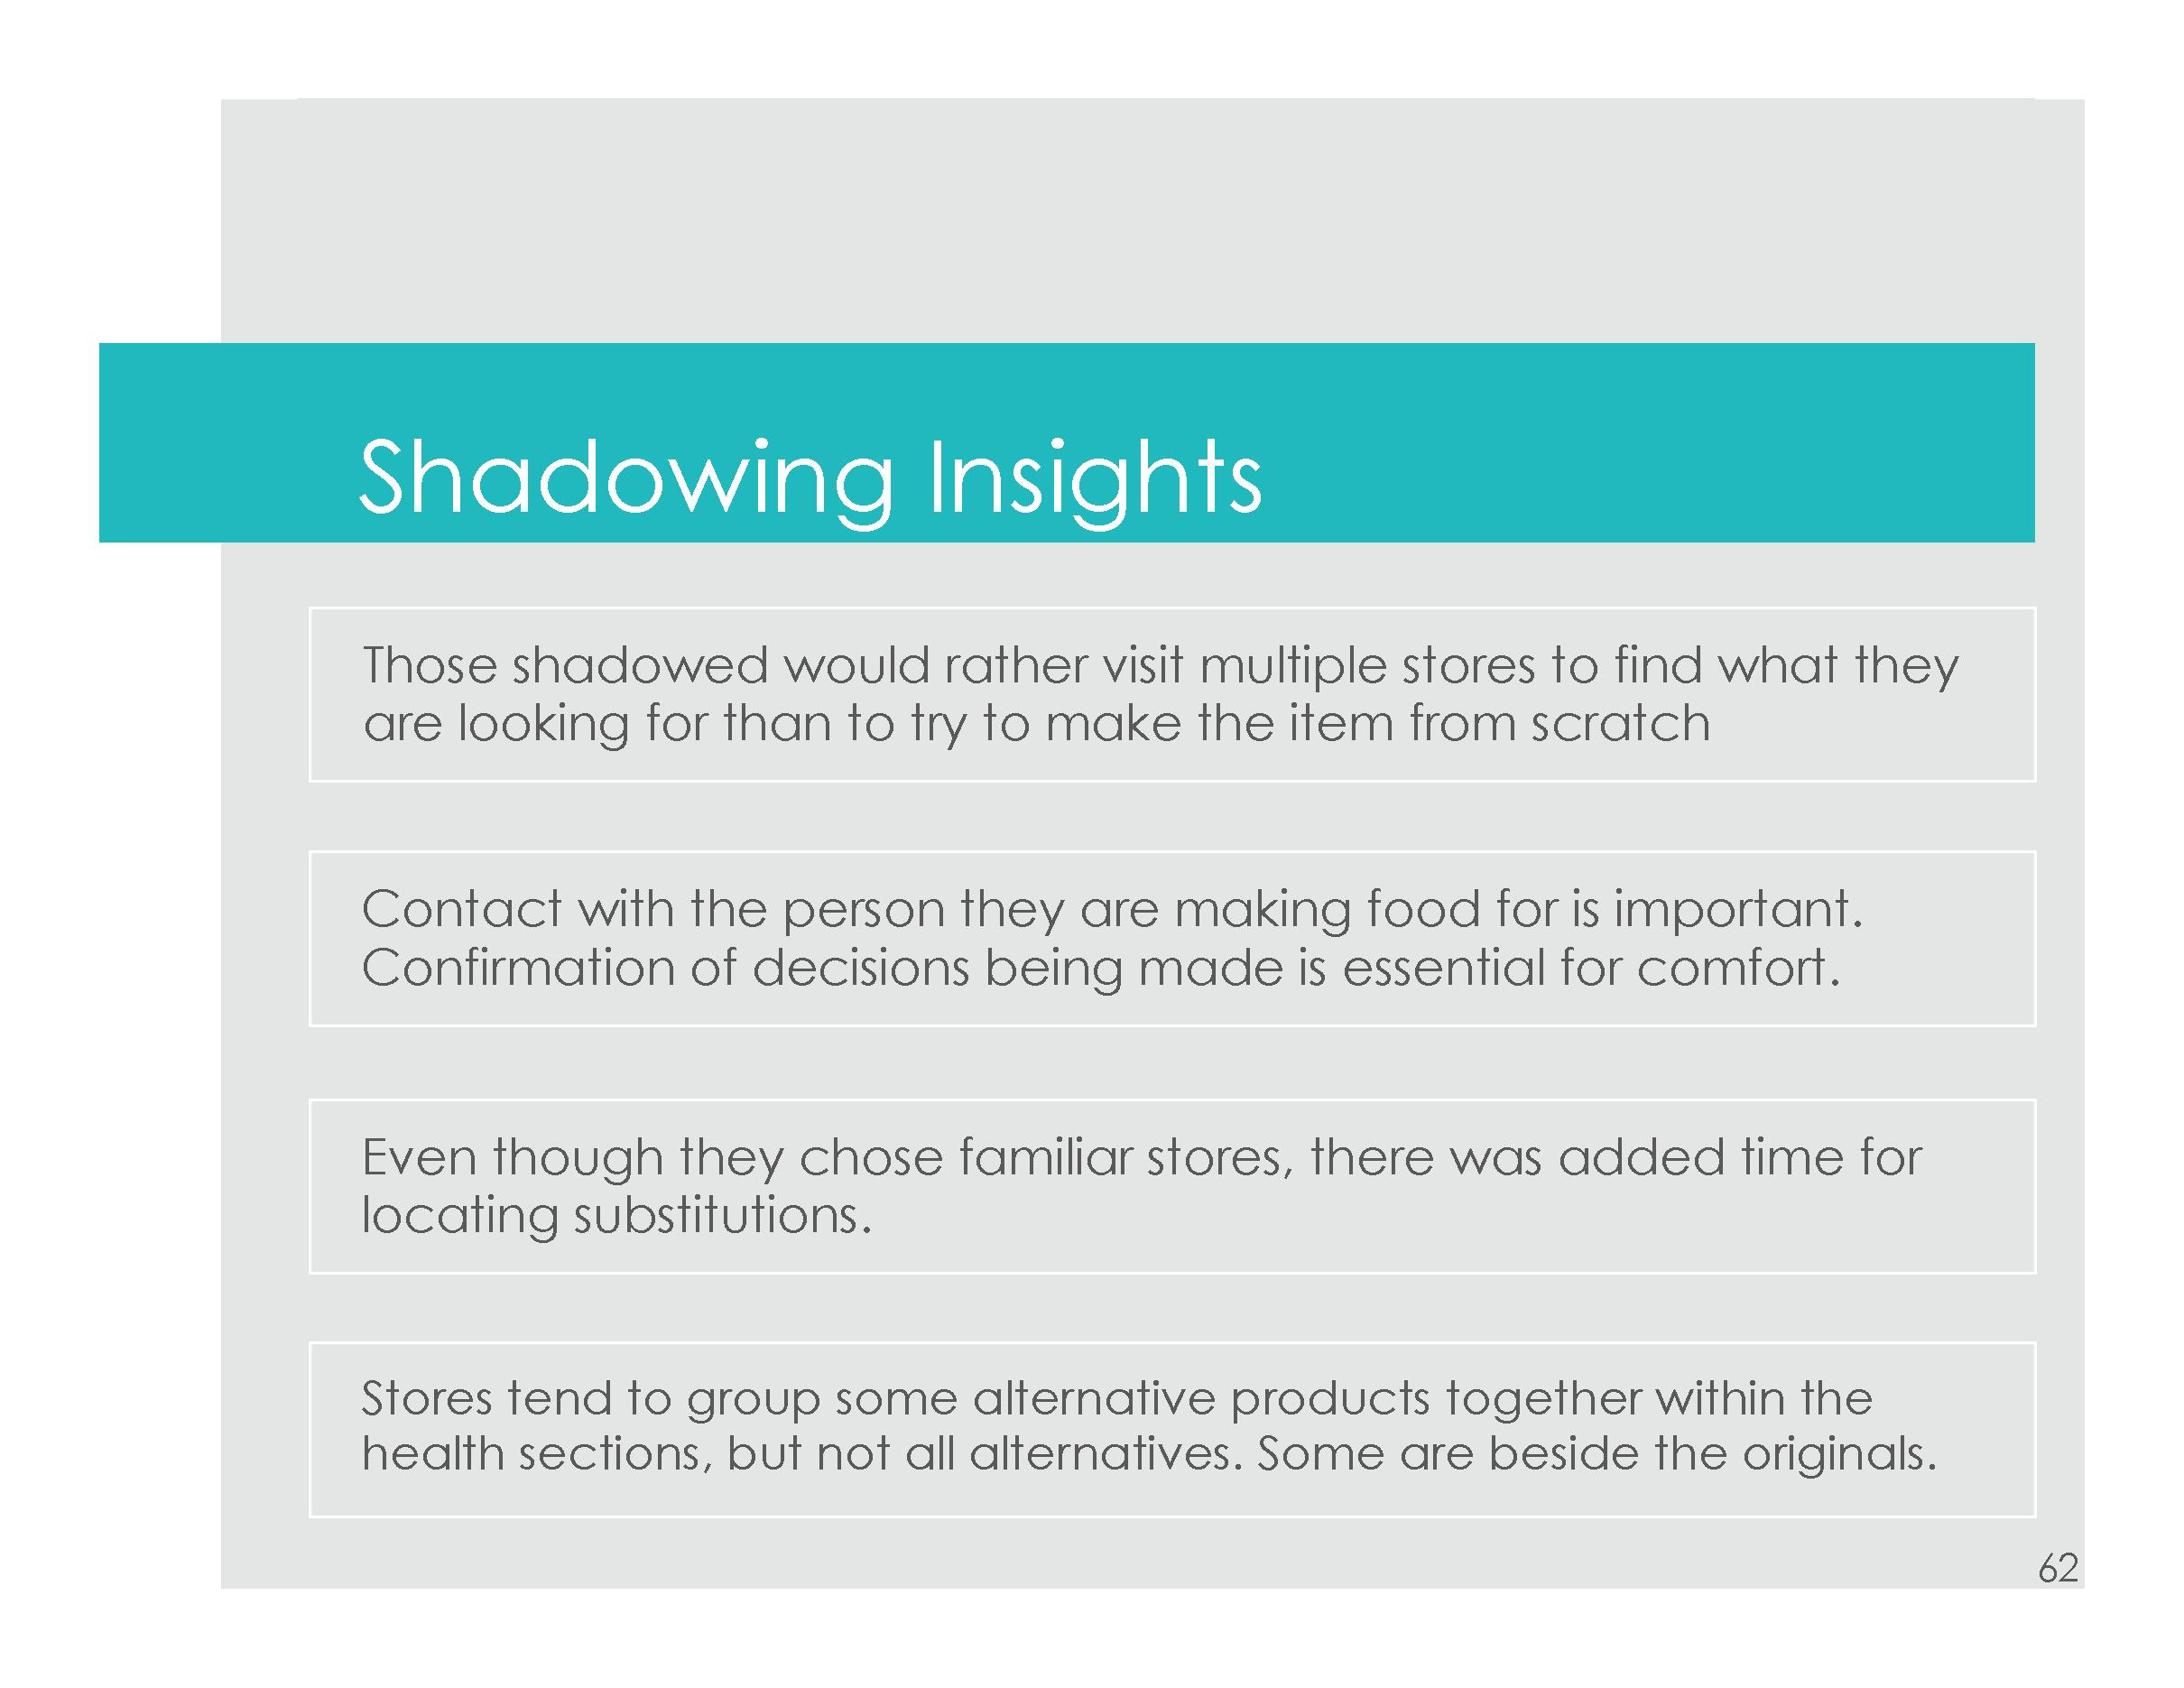 Shadowing Insights
Those shadowed would rather visit multiple stores to find what they
are looking for than to try to make the item from scratch
Contact with the person they are making food for is important.
Confirmation of decisions being made is essential for comfort.
Even though they chose familiar stores, there was added time for
locating substitutions.
Stores tend to group some alternative products together within the
health sections, but not all alternatives. Some are beside the originals.
62